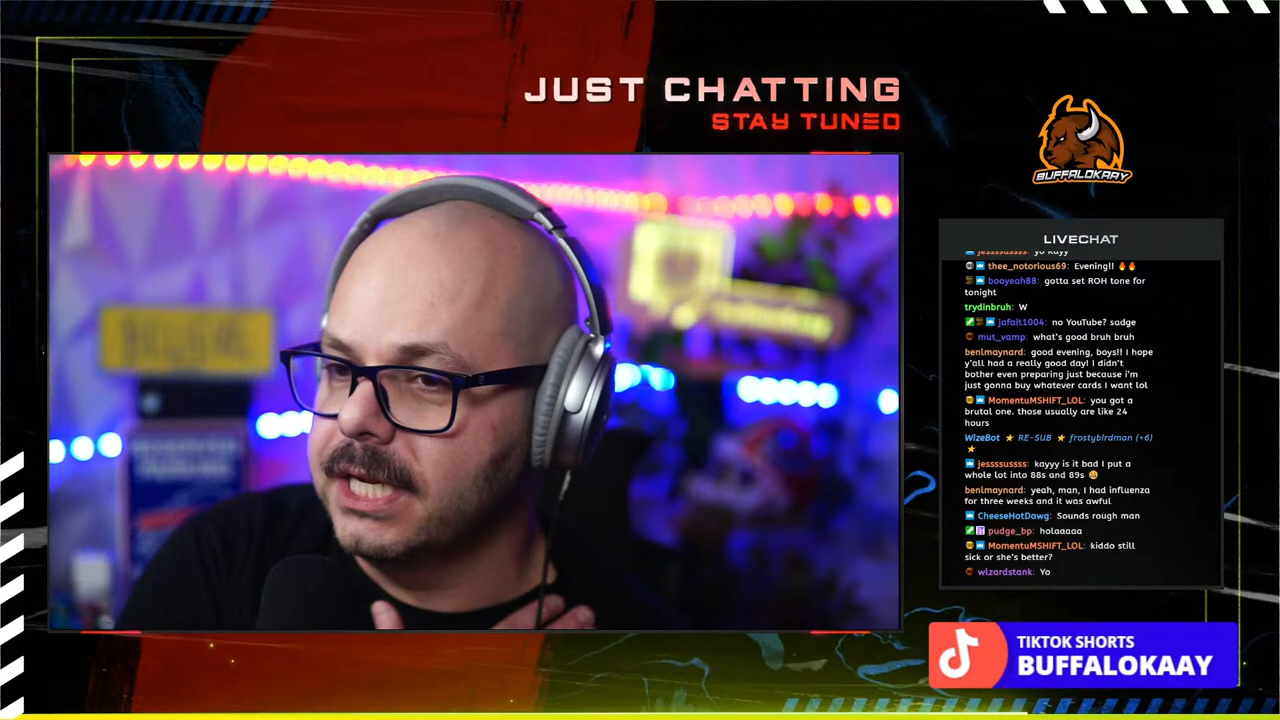 JUST CHATTING
STAY TUNED
BUFFALOKAAY
LIVECHAT
jesssussss: yo kayy
thee_notorious69: Evening!! 🔥🔥
booyeah88: gotta set ROH tone for
tonight
trydinbruh: W
jafait1004: no YouTube? sadge
mut_vamp: what's good bruh bruh
benlmaynard: good evening, boys!! I hope
y'all had a really good day! I didn't
bother even preparing just because i'm
just gonna buy whatever cards I want lol
MomentuMSHIFT_LOL: you got a
brutal one. those usually are like 24
hours
WizeBot ⭐ RE-SUB ⭐ frostybirdman (+6)
⭐
jesssussss: kayyy is it bad I put a
whole lot into 88s and 89s
benlmaynard: yeah, man, I had influenza
for three weeks and it was awful
CheeseHotDawg: Sounds rough man
pudge_bp: holaaaaa
MomentuMSHIFT_LOL: kiddo still
sick or she's better?
wizardstank: Yo
TIKTOK SHORTS
BUFFALOKAAY